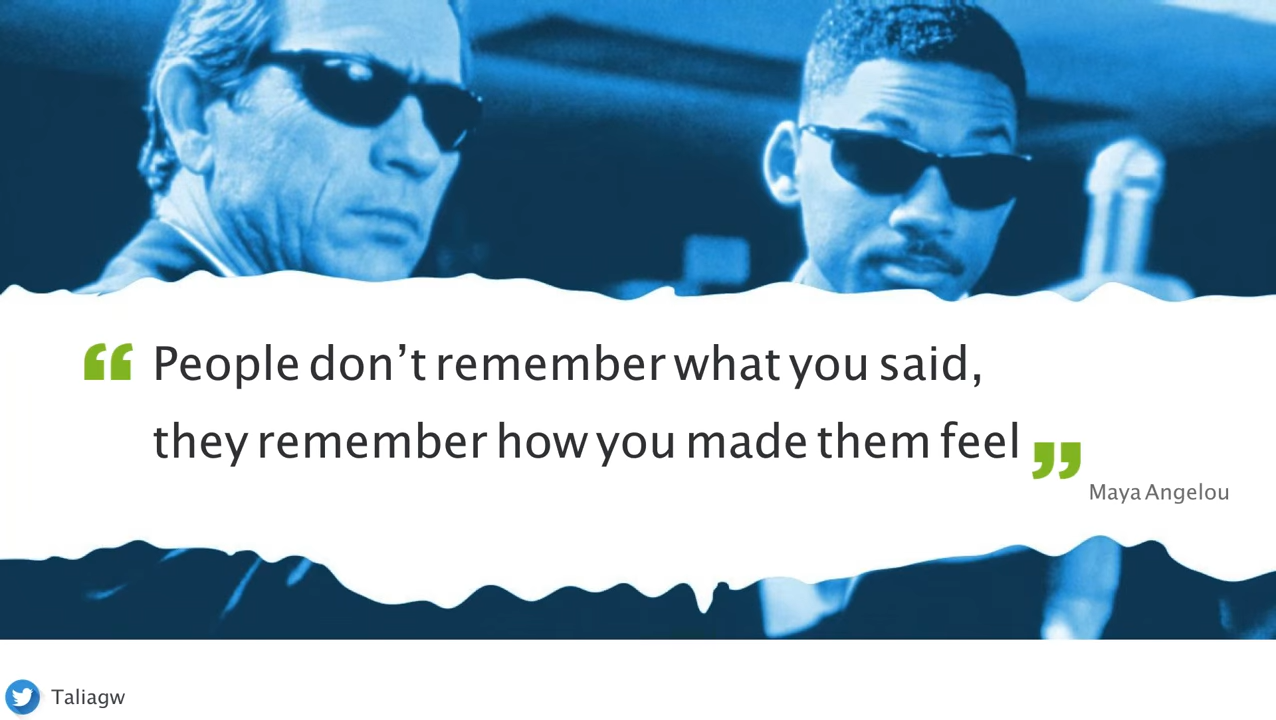 “ People don’t remember what you said,
they remember how you made them feel ”
Maya Angelou
Taliagw